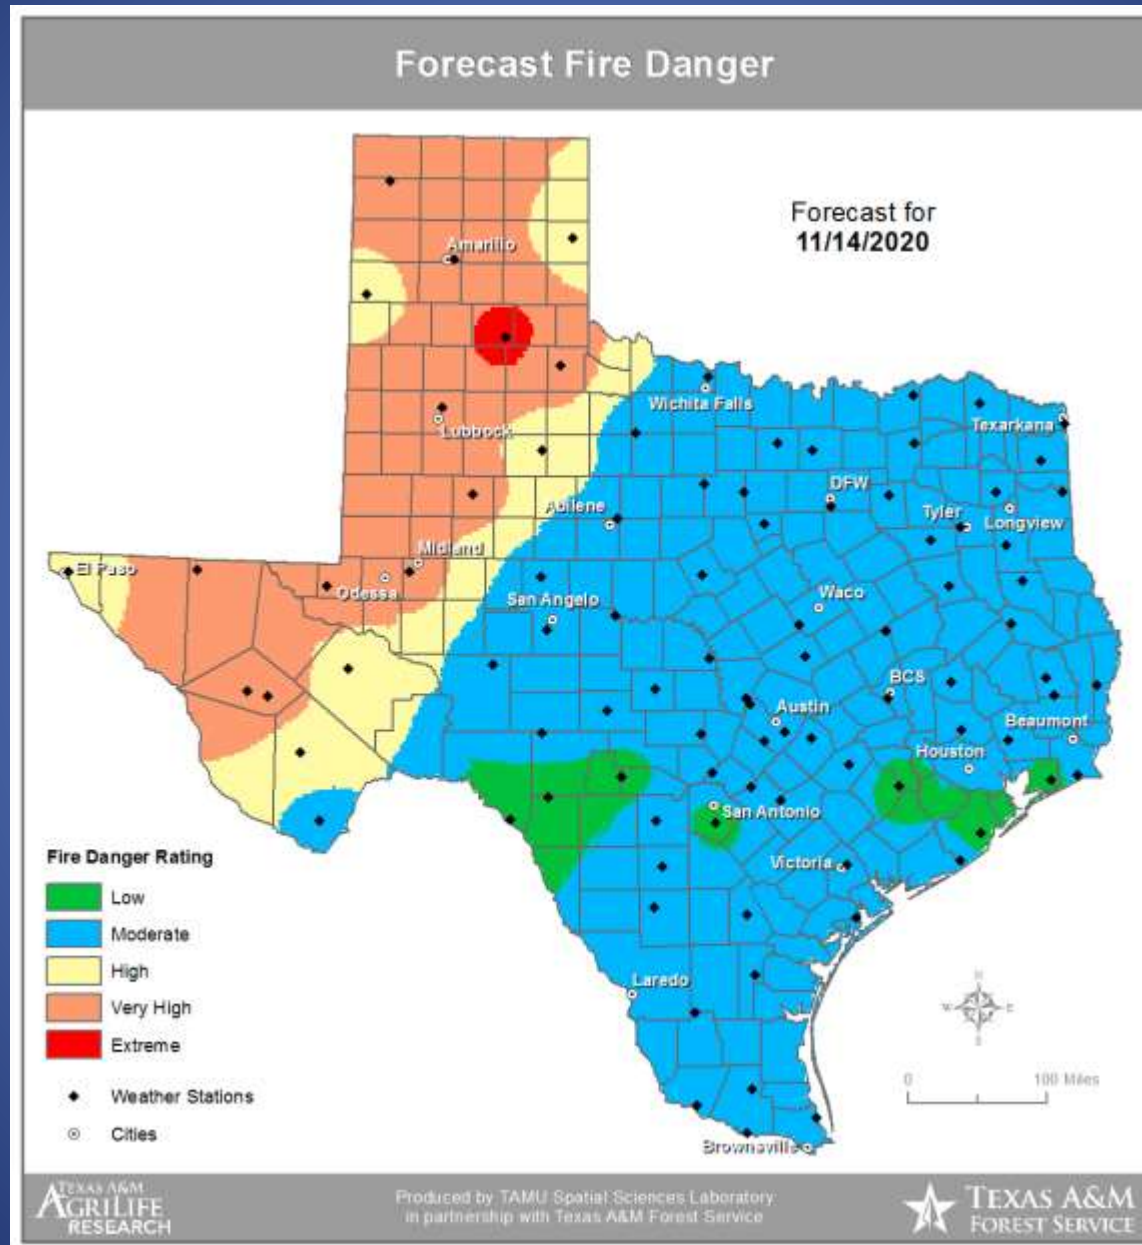 Forecast Fire Danger
Forecast for
11/14/2020
Amarillo
Wichita Falls
Lubbock
Texarkana
DFW
Abilene
Tyler
Longview
Midland
El Paso
Odessa
San Angelo
Waco
BCS
Austin
Beaumont
Houston
San Antonio
Victoria
Laredo
Brownsville
Fire Danger Rating
Low
Moderate
High
Very High
Extreme
Weather Stations
Cities
N
W E
S
0 100 Miles
TEXAS A&M
AGRILIFE
RESEARCH
Produced by TAMU Spatial Sciences Laboratory
in partnership with Texas A&M Forest Service
TEXAS A&M
FOREST SERVICE